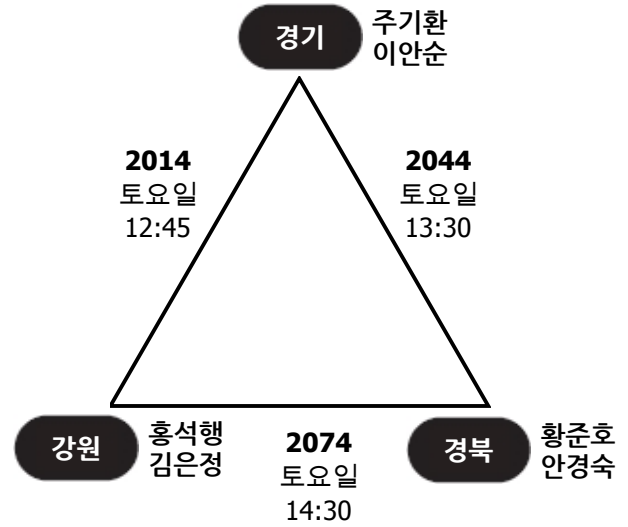 경기
주기환
이안순
2014
토요일
12:45
2044
토요일
13:30
강원
홍석행
김은정
2074
토요일
14:30
경북
황준호
안경숙